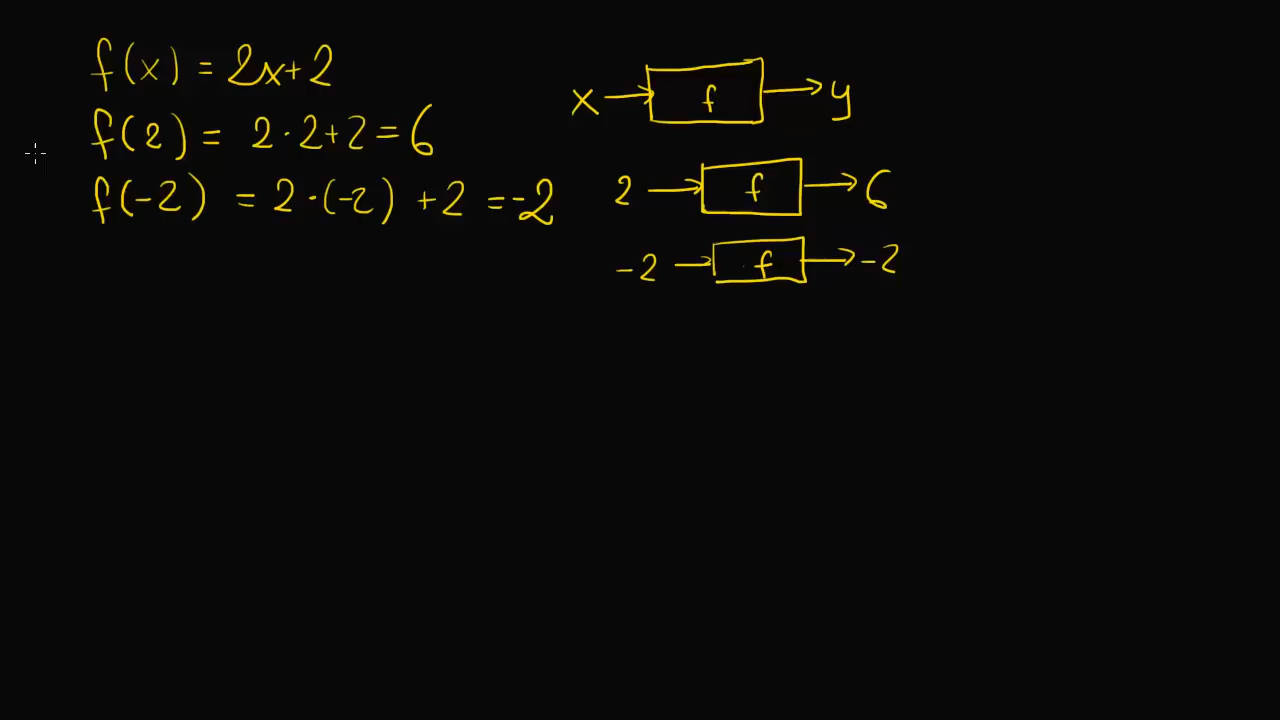 f(x) = 2x+2
f(2) = 2·2+2=6
f(-2) = 2·(-2) +2 =-2
x → f → y
2 → f → 6
-2 → f → -2